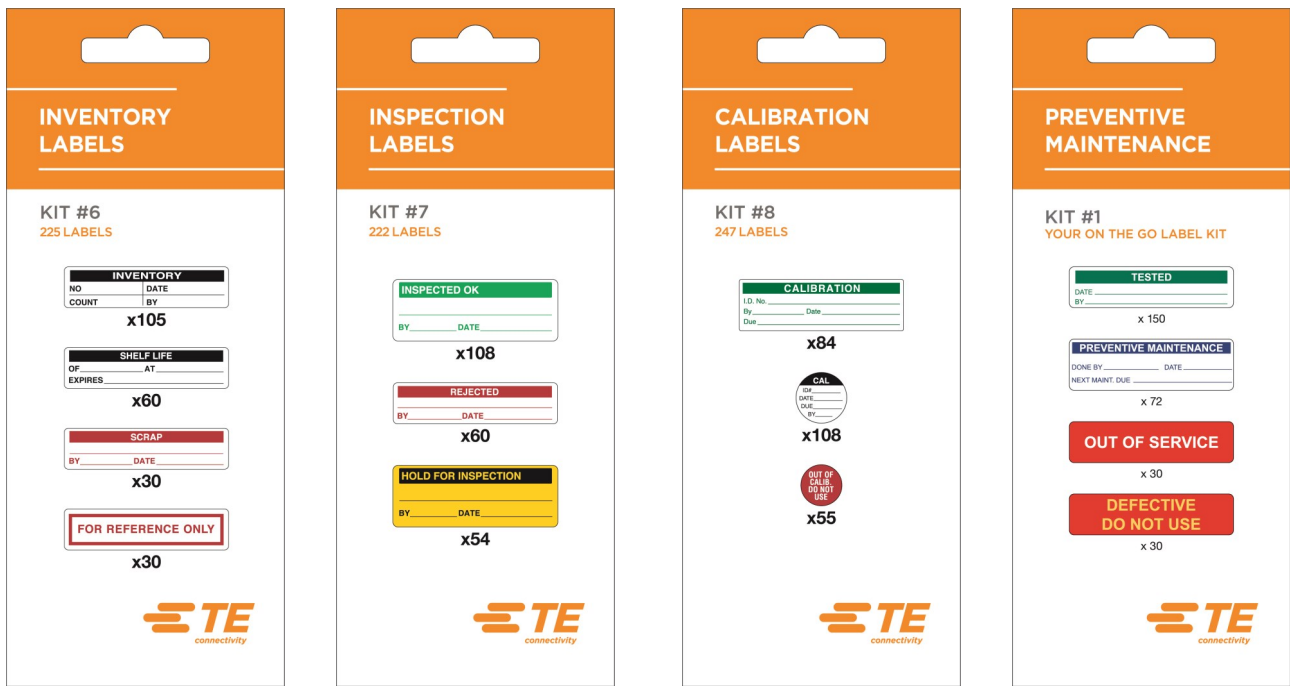 INVENTORY
LABELS
KIT #6
225 LABELS
INVENTORY
NO DATE
COUNT BY
x105
SHELF LIFE
OF AT
EXPIRES
x60
SCRAP
BY DATE
x30
FOR REFERENCE ONLY
x30
TE
connectivity
INSPECTION
LABELS
KIT #7
222 LABELS
INSPECTED OK
BY DATE
x108
REJECTED
BY DATE
x60
HOLD FOR INSPECTION
BY DATE
x54
TE
connectivity
CALIBRATION
LABELS
KIT #8
247 LABELS
CALIBRATION
I.D. No.
By Date
Due
x84
CAL
ID#
DATE
DUE
BY
x108
OUT OF
CALIB.
DO NOT
USE
x55
TE
connectivity
PREVENTIVE
MAINTENANCE
KIT #1
YOUR ON THE GO LABEL KIT
TESTED
DATE
BY
x 150
PREVENTIVE MAINTENANCE
DONE BY DATE
NEXT MAINT. DUE
x 72
OUT OF SERVICE
x 30
DEFECTIVE
DO NOT USE
x 30
TE
connectivity